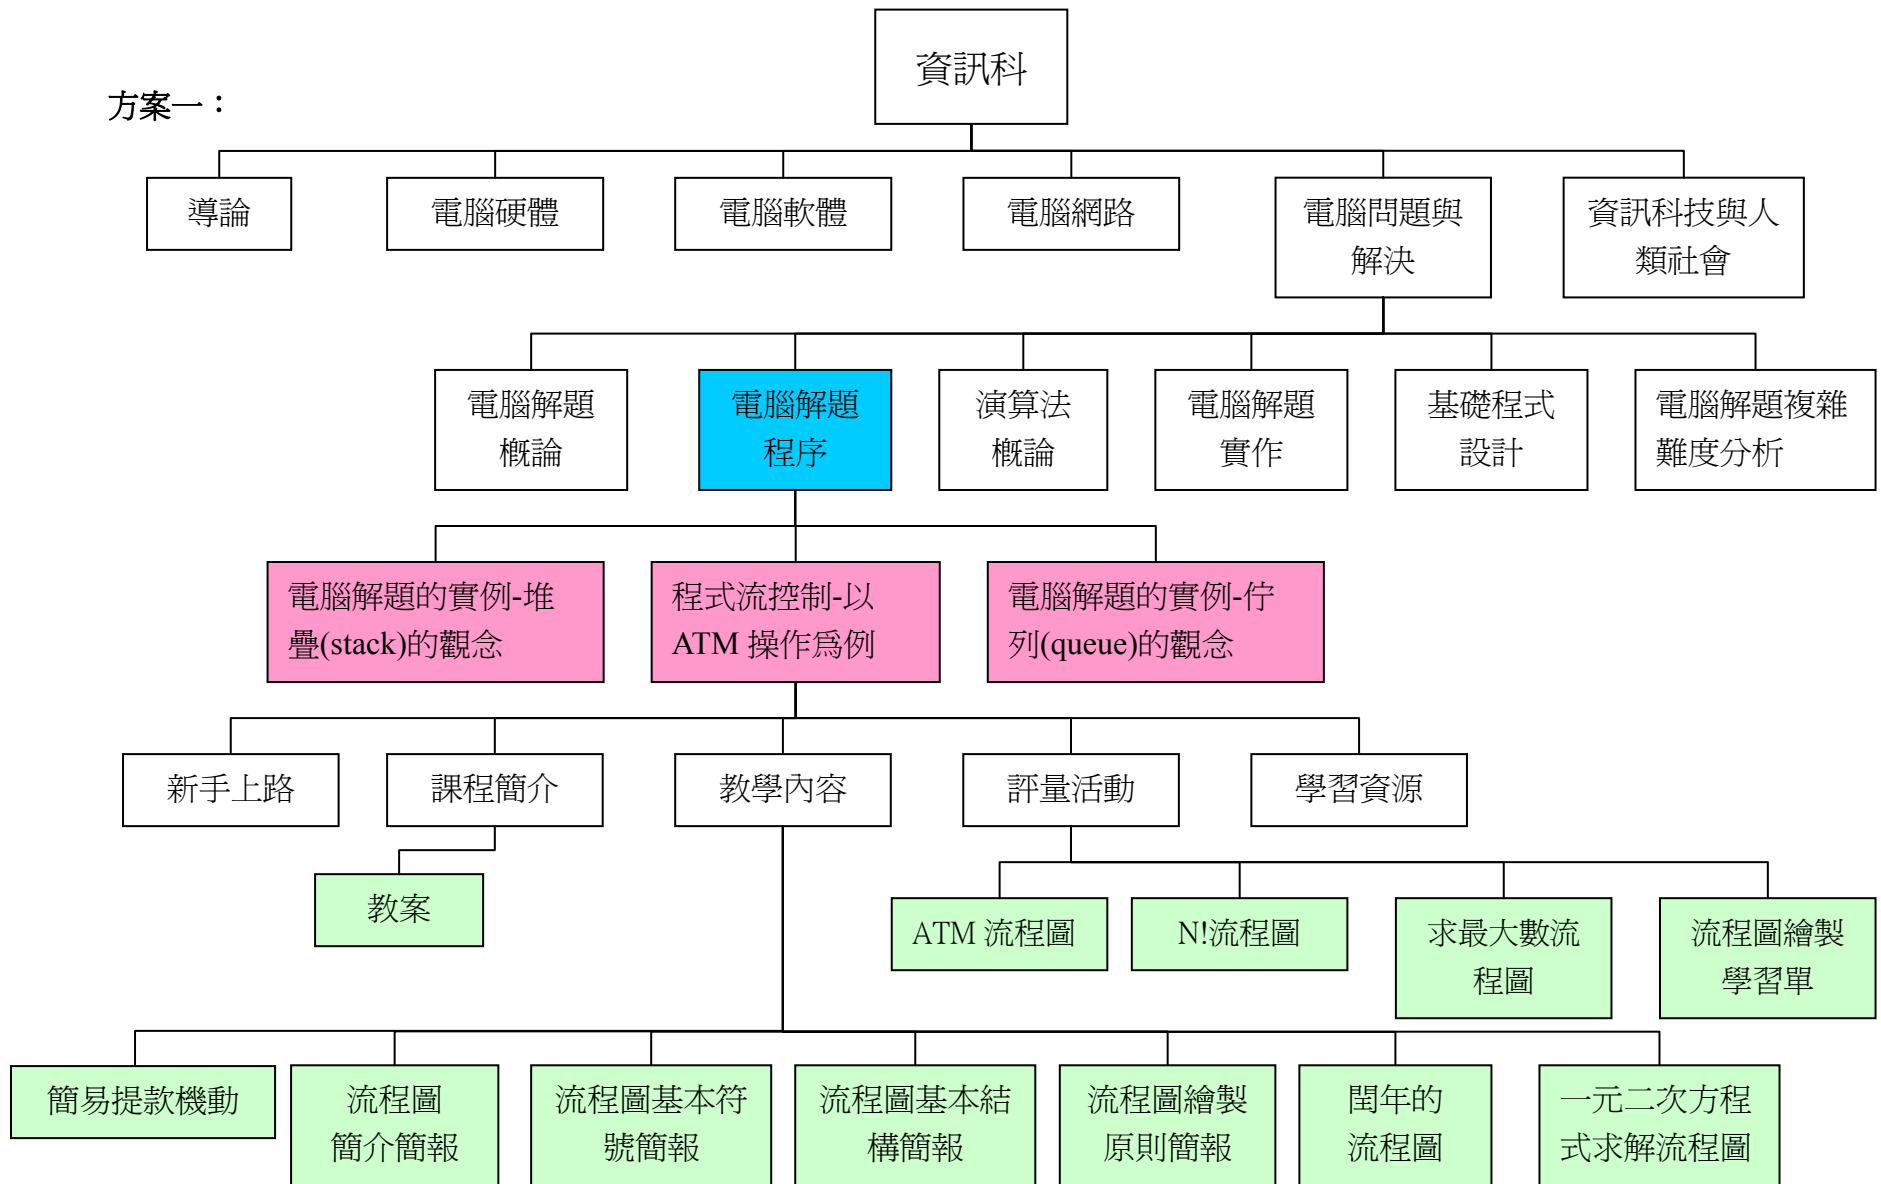 資訊科
方案一：
導論
電腦硬體
電腦軟體
電腦網路
電腦問題與
解決
資訊科技與人
類社會
電腦解題
概論
電腦解題
程序
演算法
概論
電腦解題
實作
基礎程式
設計
電腦解題複雜
難度分析
電腦解題的實例-堆
疊(stack)的觀念
程式流控制-以
ATM 操作為例
電腦解題的實例-佇
列(queue)的觀念
新手上路
課程簡介
教學內容
評量活動
學習資源
教案
ATM 流程圖
N!流程圖
求最大數流
程圖
流程圖繪製
學習單
簡易提款機動
流程圖
簡介簡報
流程圖基本符
號簡報
流程圖基本結
構簡報
流程圖繪製
原則簡報
閏年的
流程圖
一元二次方程
式求解流程圖